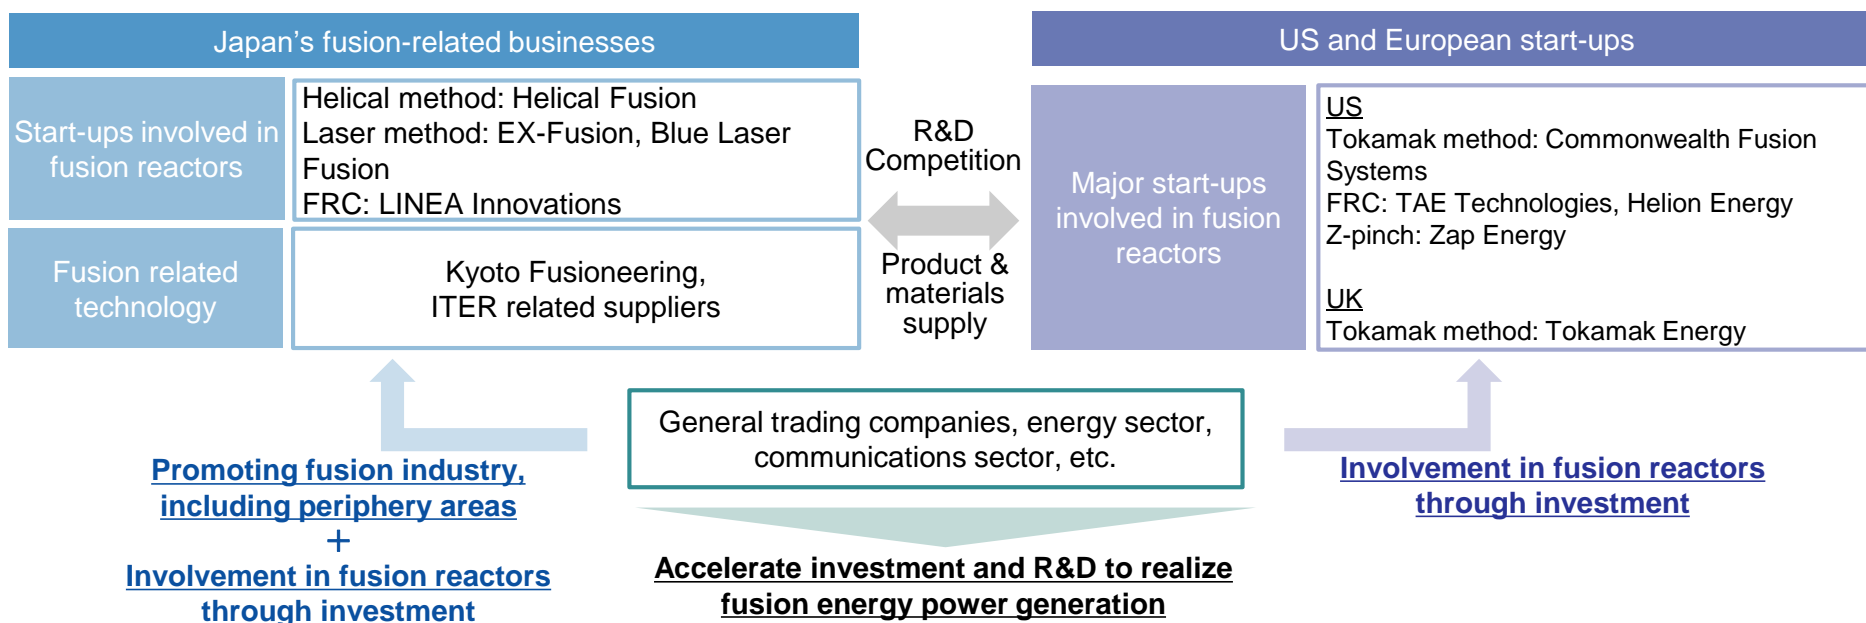 Japan's fusion-related businesses
Start-ups involved in
fusion reactors
Helical method: Helical Fusion
Laser method: EX-Fusion, Blue Laser
Fusion
FRC: LINEA Innovations
Fusion related
technology
Kyoto Fusioneering,
ITER related suppliers
R&D
Competition
Product &
materials
supply
US and European start-ups
Major start-ups
involved in fusion
reactors
US
Tokamak method: Commonwealth Fusion
Systems
FRC: TAE Technologies, Helion Energy
Z-pinch: Zap Energy
UK
Tokamak method: Tokamak Energy
General trading companies, energy sector,
communications sector, etc.
Promoting fusion industry,
including periphery areas
+
Involvement in fusion reactors
through investment
Accelerate investment and R&D to realize
fusion energy power generation
Involvement in fusion reactors
through investment